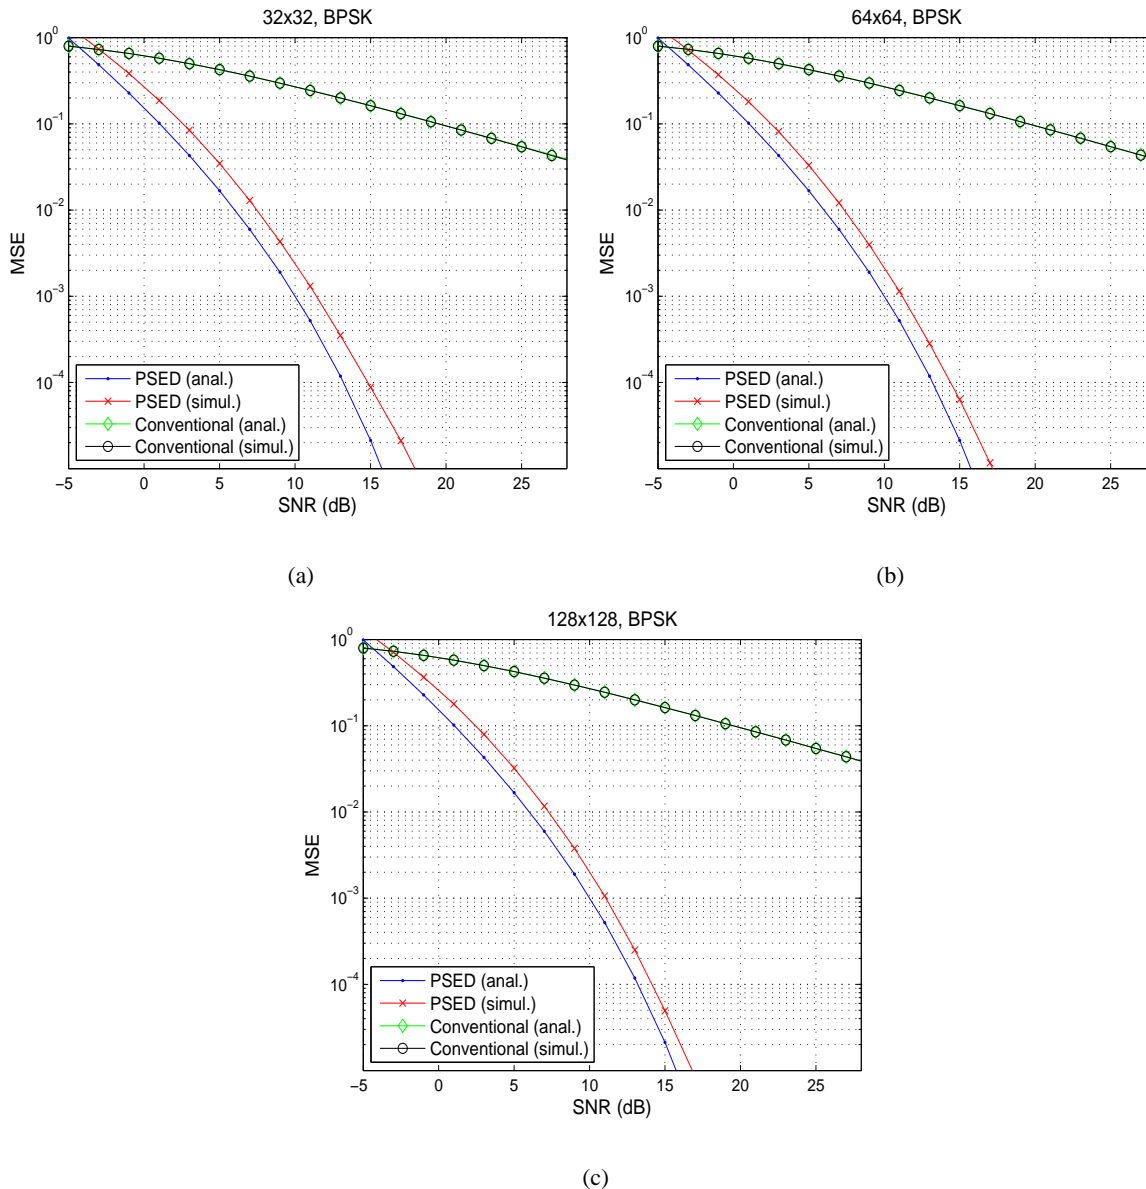 32x32, BPSK
10^0
10^-1
10^-2
10^-3
10^-4
MSE
PSED (anal.)
PSED (simul.)
Conventional (anal.)
Conventional (simul.)
−5 0 5 10 15 20 25
SNR (dB)
(a)
64x64, BPSK
10^0
10^-1
10^-2
10^-3
10^-4
MSE
PSED (anal.)
PSED (simul.)
Conventional (anal.)
Conventional (simul.)
−5 0 5 10 15 20 25
SNR (dB)
(b)
128x128, BPSK
10^0
10^-1
10^-2
10^-3
10^-4
MSE
PSED (anal.)
PSED (simul.)
Conventional (anal.)
Conventional (simul.)
−5 0 5 10 15 20 25
SNR (dB)
(c)